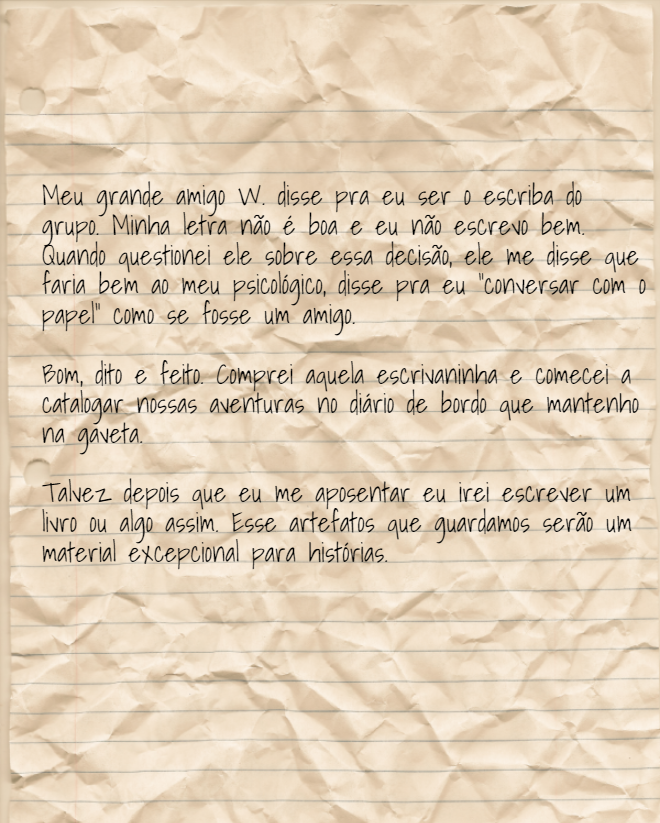 Meu grande amigo W. disse pra eu ser o escriba do
grupo. Minha letra não é boa e eu não escrevo bem.
Quando questionei ele sobre essa decisão, ele me disse que
faria bem ao meu psicológico, disse pra eu "conversar com o
papel" como se fosse um amigo.
Bom, dito e feito. Comprei aquela escrivaninha e comecei a
catalogar nossas aventuras no diário de bordo que mantenho
na gaveta.
Talvez depois que eu me aposentar eu irei escrever um
livro ou algo assim. Esse artefatos que guardamos serão um
material excepcional para histórias.